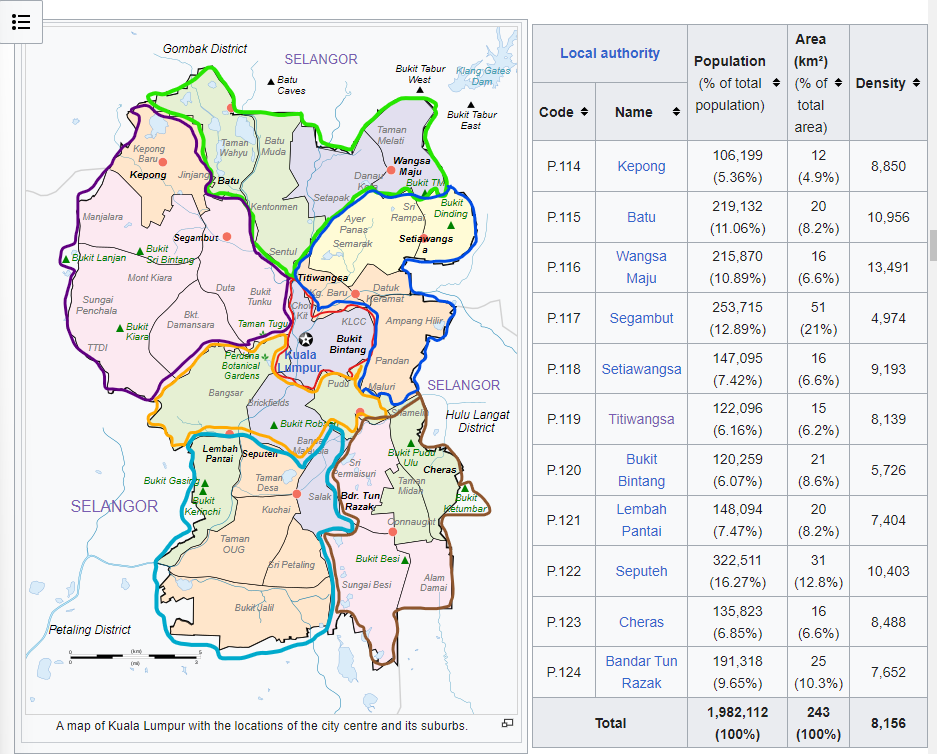 Gombak District
SELANGOR
Batu
Caves
Bukit Tabur
West
Klang Gates
Dam
Bukit Tabur
East
Taman
Melati
Taman
Wahyu
Batu
Muda
Kepong
Baru
Kepong
Jinjang
Batu
Wangsa
Maju
Danau
Kota
Bukit TM
Setapak
Kentonmen
Sri
Rampai
Bukit
Dinding
Manjalara
Ayer
Panas
Semarak
Setiawangs
a
Segambut
Bukit
Sri Bintang
Bukit Lanjan
Sentul
Mont Kiara
Titiwangsa
Datuk
Keramat
Kg. Baru
Duta
Bukit
Tunku
Sungai
Penchala
Chow
Kit
KLCC
Ampang Hilir
Bkt.
Damansara
Taman Tugu
Bukit
Kiara
Bukit
Bintang
TTDI
Kuala
Lumpur
Perdana
Botanical
Gardens
Pandan
Pudu
Maluri
SELANGOR
Bangsar
Brickfields
Shamelin
Hulu Langat
District
Bukit Robson
Bandar
Malaysia
Lembah
Pantai
Seputeh
Bukit Pudu
Ulu
Sri
Permaisuri
Cheras
Bukit Gasing
Taman
Desa
Taman
Midah
Bukit
Kerinchi
Salak
Bdr. Tun
Razak
Bukit
Ketumbar
SELANGOR
Kuchai
Connaught
Taman
OUG
Sri Petaling
Bukit Besi
Sungai Besi
Alam
Damai
Bukit Jalil
Petaling District
0 (km) 5
0 (mi) 3
A map of Kuala Lumpur with the locations of the city centre and its suburbs.
Local authority
Population
(% of total
population)
Area
(km²)
(% of
total
area)
Density
Code Name
P.114 Kepong 106,199 (5.36%) 12 (4.9%) 8,850
P.115 Batu 219,132 (11.06%) 20 (8.2%) 10,956
P.116 Wangsa Maju 215,870 (10.89%) 16 (6.6%) 13,491
P.117 Segambut 253,715 (12.89%) 51 (21%) 4,974
P.118 Setiawangsa 147,095 (7.42%) 16 (6.6%) 9,193
P.119 Titiwangsa 122,096 (6.16%) 15 (6.2%) 8,139
P.120 Bukit Bintang 120,259 (6.07%) 21 (8.6%) 5,726
P.121 Lembah Pantai 148,094 (7.47%) 20 (8.2%) 7,404
P.122 Seputeh 322,511 (16.27%) 31 (12.8%) 10,403
P.123 Cheras 135,823 (6.85%) 16 (6.6%) 8,488
P.124 Bandar Tun Razak 191,318 (9.65%) 25 (10.3%) 7,652
Total 1,982,112 (100%) 243 (100%) 8,156